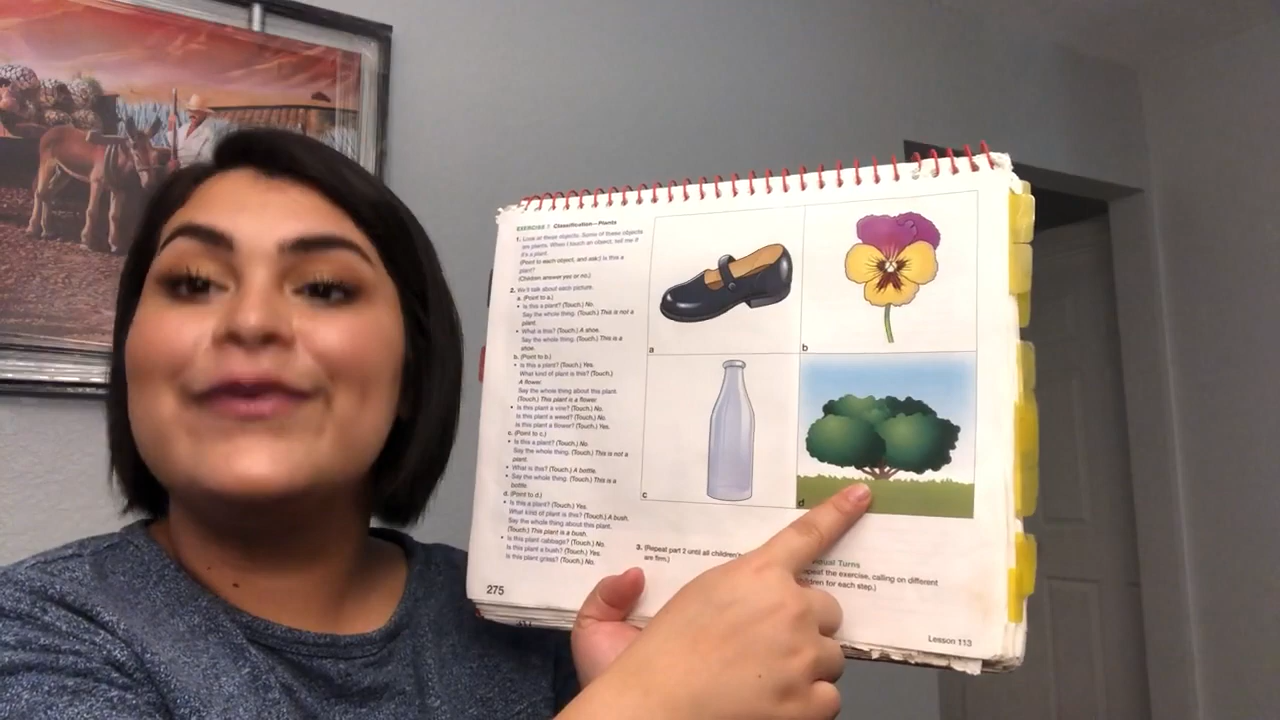 EXERCISE 7 Classification—Plants
1. Look at these objects. Some of these objects
are plants. When I touch an object, tell me if
it's a plant.
(Point to each object, and ask:) Is this a
plant?
(Children answer yes or no.)
2. We'll talk about each picture.
a. (Point to a.)
• Is this a plant? (Touch.) No.
Say the whole thing. (Touch.) This is not a
plant.
• What is this? (Touch.) A shoe.
Say the whole thing. (Touch.) This is a
shoe.
b. (Point to b.)
• Is this a plant? (Touch.) Yes.
What kind of plant is this? (Touch.)
A flower.
Say the whole thing about this plant.
(Touch.) This plant is a flower.
• Is this plant a vine? (Touch.) No.
Is this plant a weed? (Touch.) No.
Is this plant a flower? (Touch.) Yes.
c. (Point to c.)
• Is this a plant? (Touch.) No.
Say the whole thing. (Touch.) This is not a
plant.
• What is this? (Touch.) A bottle.
• Say the whole thing. (Touch.) This is a
bottle.
d. (Point to d.)
• Is this a plant? (Touch.) Yes.
What kind of plant is this? (Touch.) A bush.
Say the whole thing about this plant.
(Touch.) This plant is a bush.
• Is this plant cabbage? (Touch.) No.
Is this plant a bush? (Touch.) Yes.
Is this plant grass? (Touch.) No.
a
b
c
d
3. (Repeat part 2 until all children's
are firm.)
Turns
the exercise, calling on different
children for each step.)
275
Lesson 113